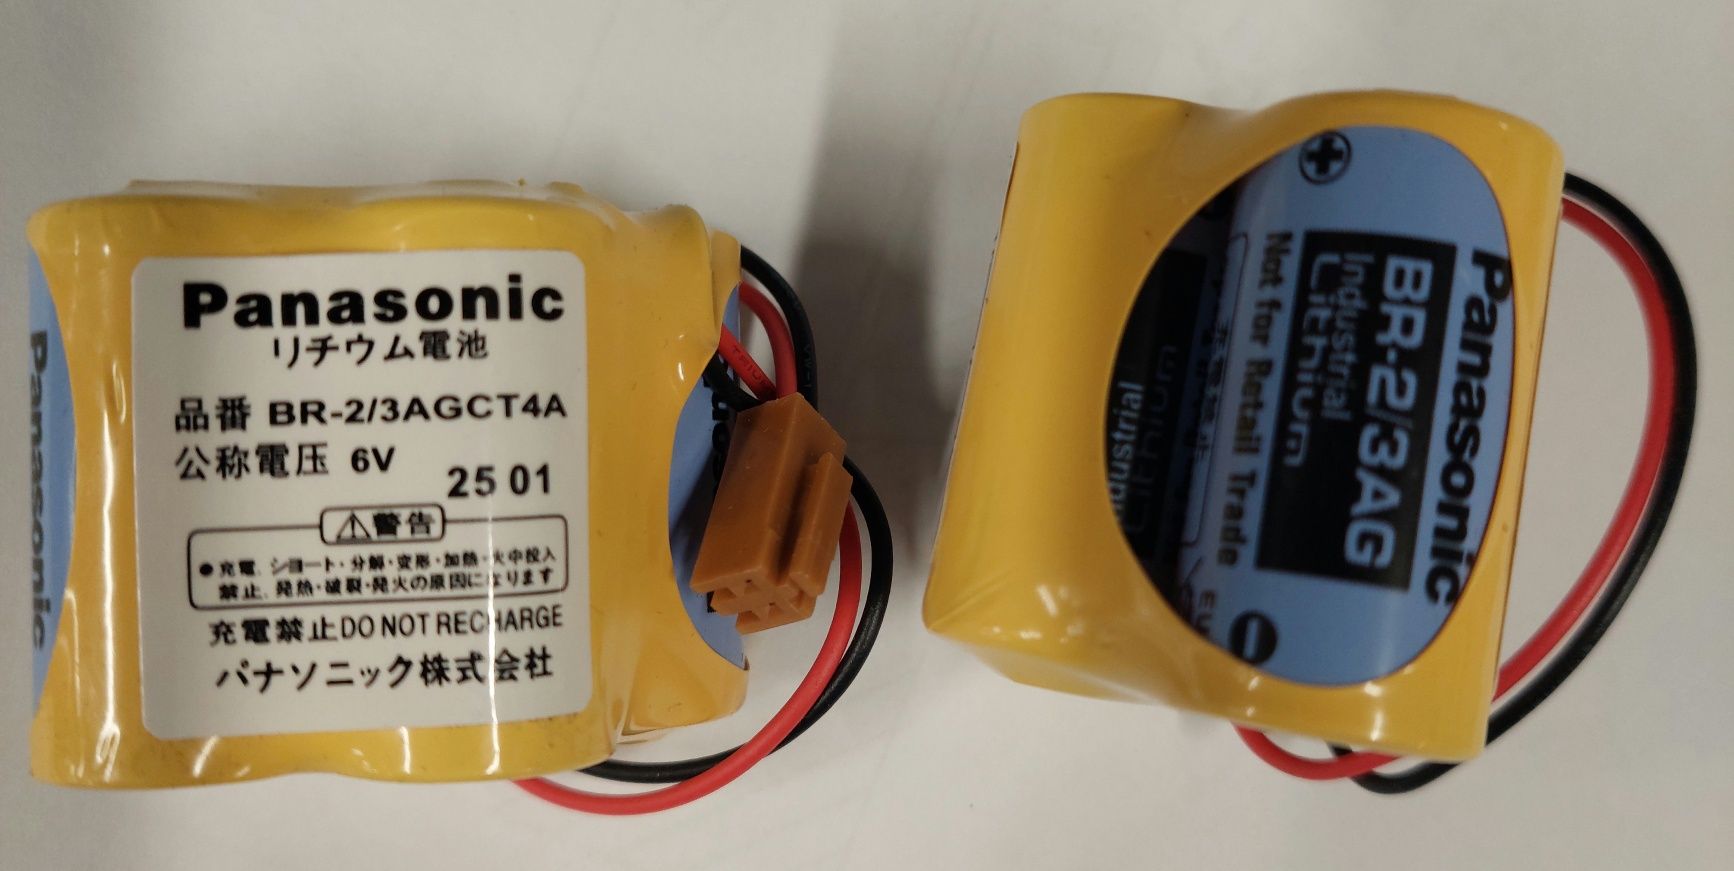 Panasonic
リチウム電池
品番 BR-2/3AGCT4A
公称電圧 6V
25 01
⚠警告
●充電、ショート・分解・変形・加熱・火中投入
禁止、発熱・破裂・発火の原因になります
充電禁止DO NOT RECHARGE
パナソニック株式会社
Panasonic
Panasonic
BR-2/3AG
Industrial
Lithium
Not for Retail Trade
Industrial
Lithium